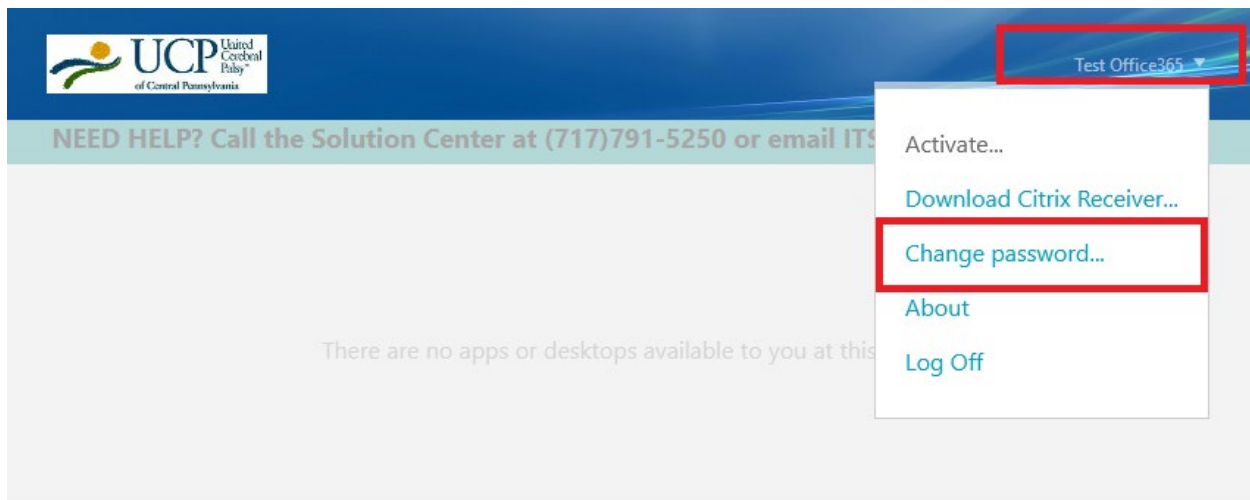 UCP United Cerebral Palsy™
of Central Pennsylvania
Test Office365
NEED HELP? Call the Solution Center at (717)791-5250 or email ITS
Activate...
Download Citrix Receiver...
Change password...
About
There are no apps or desktops available to you at this
Log Off